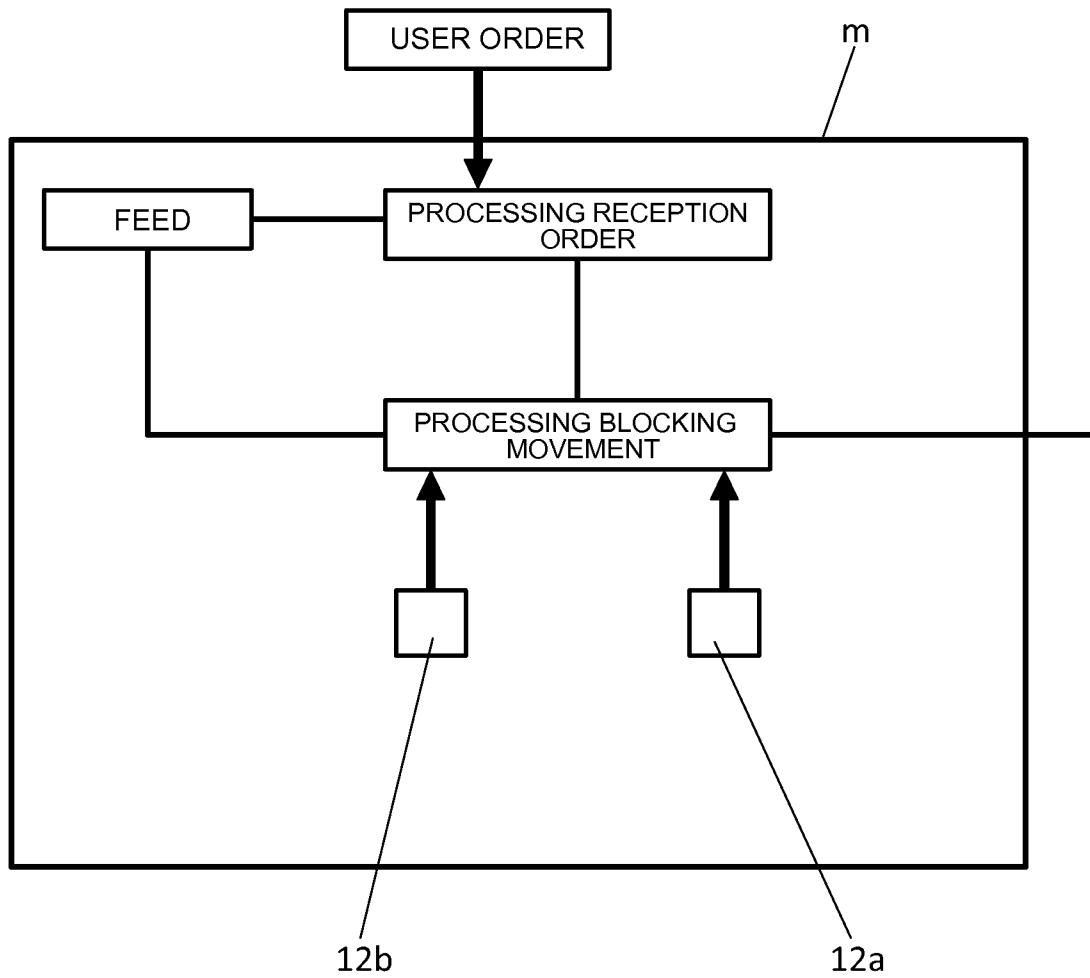 USER ORDER
m
FEED
PROCESSING RECEPTION
ORDER
PROCESSING BLOCKING
MOVEMENT
12b
12a